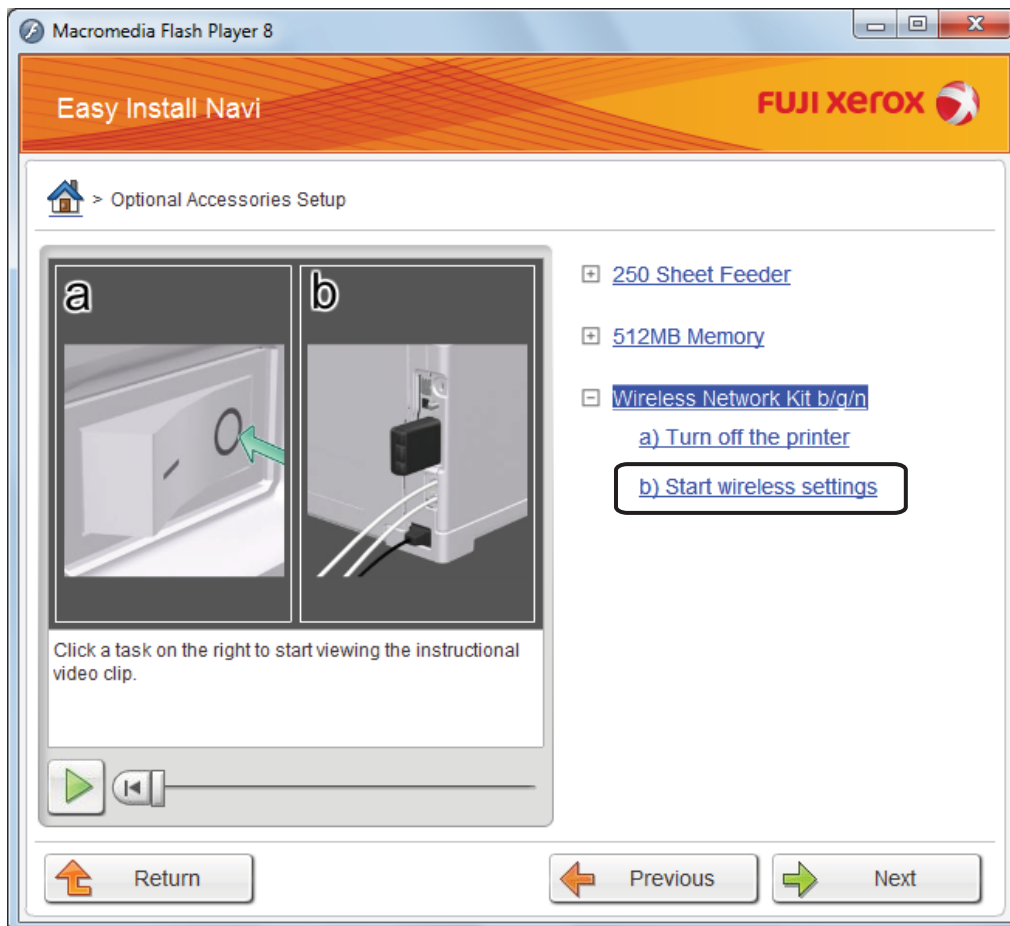 Macromedia Flash Player 8
Easy Install Navi
FUJI xerox
> Optional Accessories Setup
a
b
Click a task on the right to start viewing the instructional
video clip.
250 Sheet Feeder
512MB Memory
Wireless Network Kit b/g/n
a) Turn off the printer
b) Start wireless settings
Return
Previous
Next